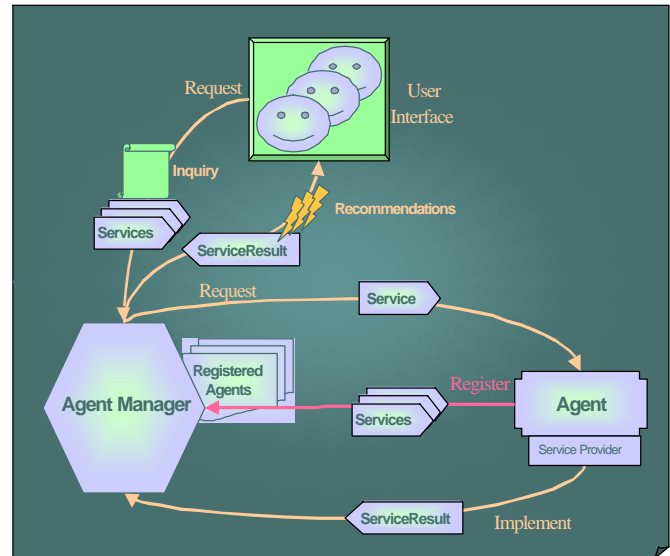 Request
User
Interface
Inquiry
Services
Recommendations
ServiceResult
Request
Service
Registered
Agents
Agent Manager
Register
Services
Agent
Service Provider
ServiceResult
Implement